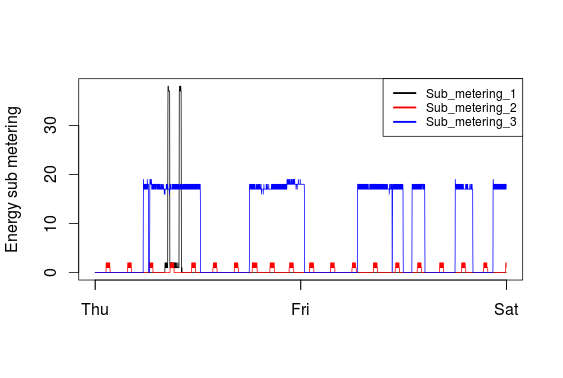 Energy sub metering
30
20
10
0
Thu
Fri
Sat
Sub_metering_1
Sub_metering_2
Sub_metering_3